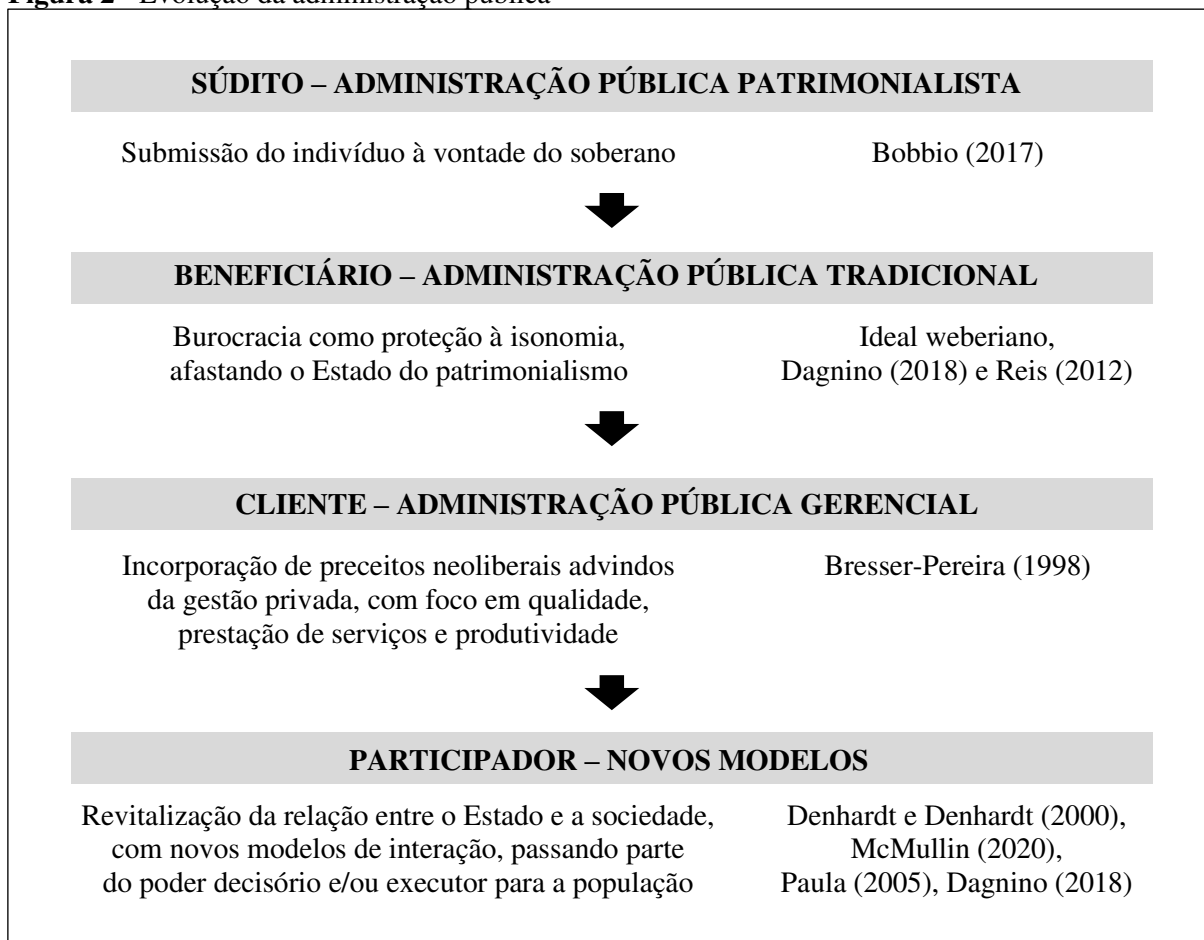 Figura 2 - Evolução da administração pública
SÚDITO – ADMINISTRAÇÃO PÚBLICA PATRIMONIALISTA
Submissão do indivíduo à vontade do soberano
Bobbio (2017)
BENEFICIÁRIO – ADMINISTRAÇÃO PÚBLICA TRADICIONAL
Burocracia como proteção à isonomia,
afastando o Estado do patrimonialismo
Ideal weberiano,
Dagnino (2018) e Reis (2012)
CLIENTE – ADMINISTRAÇÃO PÚBLICA GERENCIAL
Incorporação de preceitos neoliberais advindos
da gestão privada, com foco em qualidade,
prestação de serviços e produtividade
Bresser-Pereira (1998)
PARTICIPADOR – NOVOS MODELOS
Revitalização da relação entre o Estado e a sociedade,
com novos modelos de interação, passando parte
do poder decisório e/ou executor para a população
Denhardt e Denhardt (2000),
McMullin (2020),
Paula (2005), Dagnino (2018)